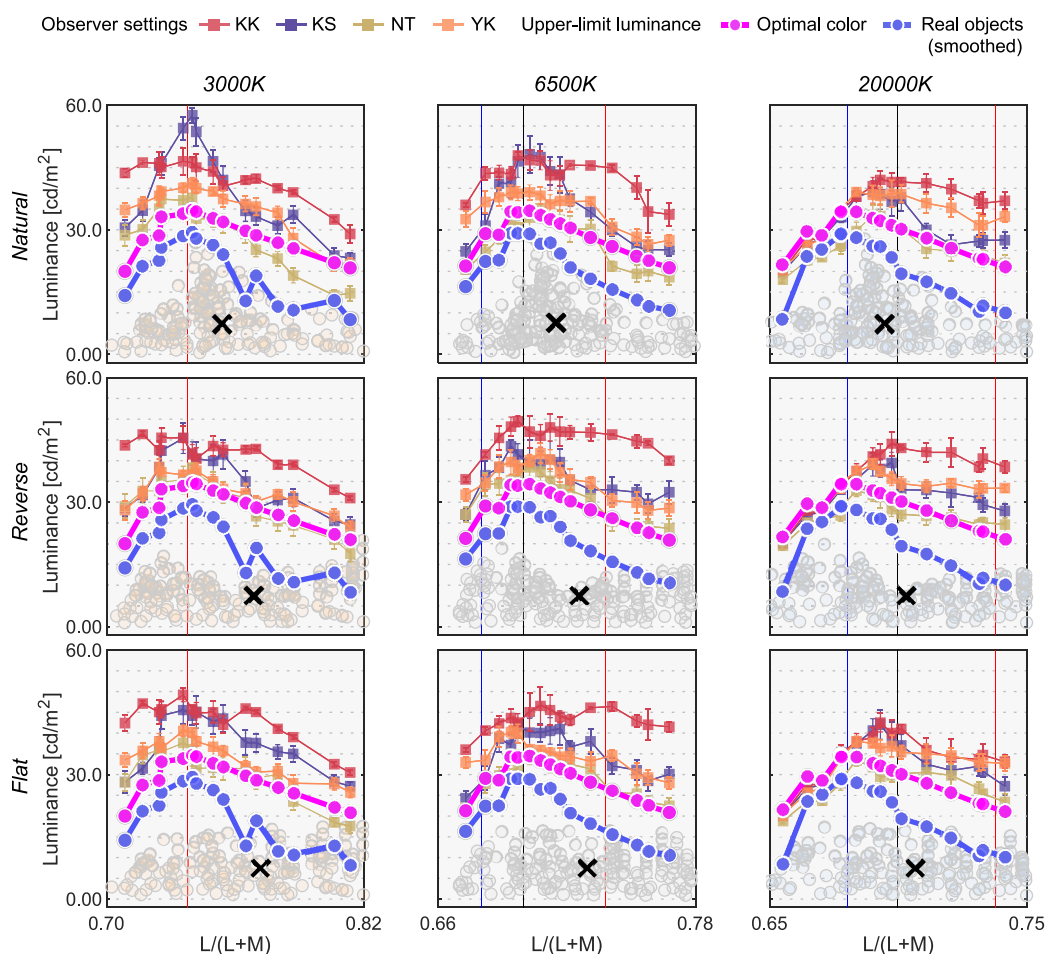 Observer settings KK KS NT YK Upper-limit luminance Optimal color Real objects
(smoothed)
3000K 6500K 20000K
Natural
Luminance [cd/m²]
60.0
30.0
0.00
Reverse
Luminance [cd/m²]
60.0
30.0
0.00
Flat
Luminance [cd/m²]
60.0
30.0
0.00
0.70 0.82 0.66 0.78 0.65 0.75
L/(L+M) L/(L+M) L/(L+M)